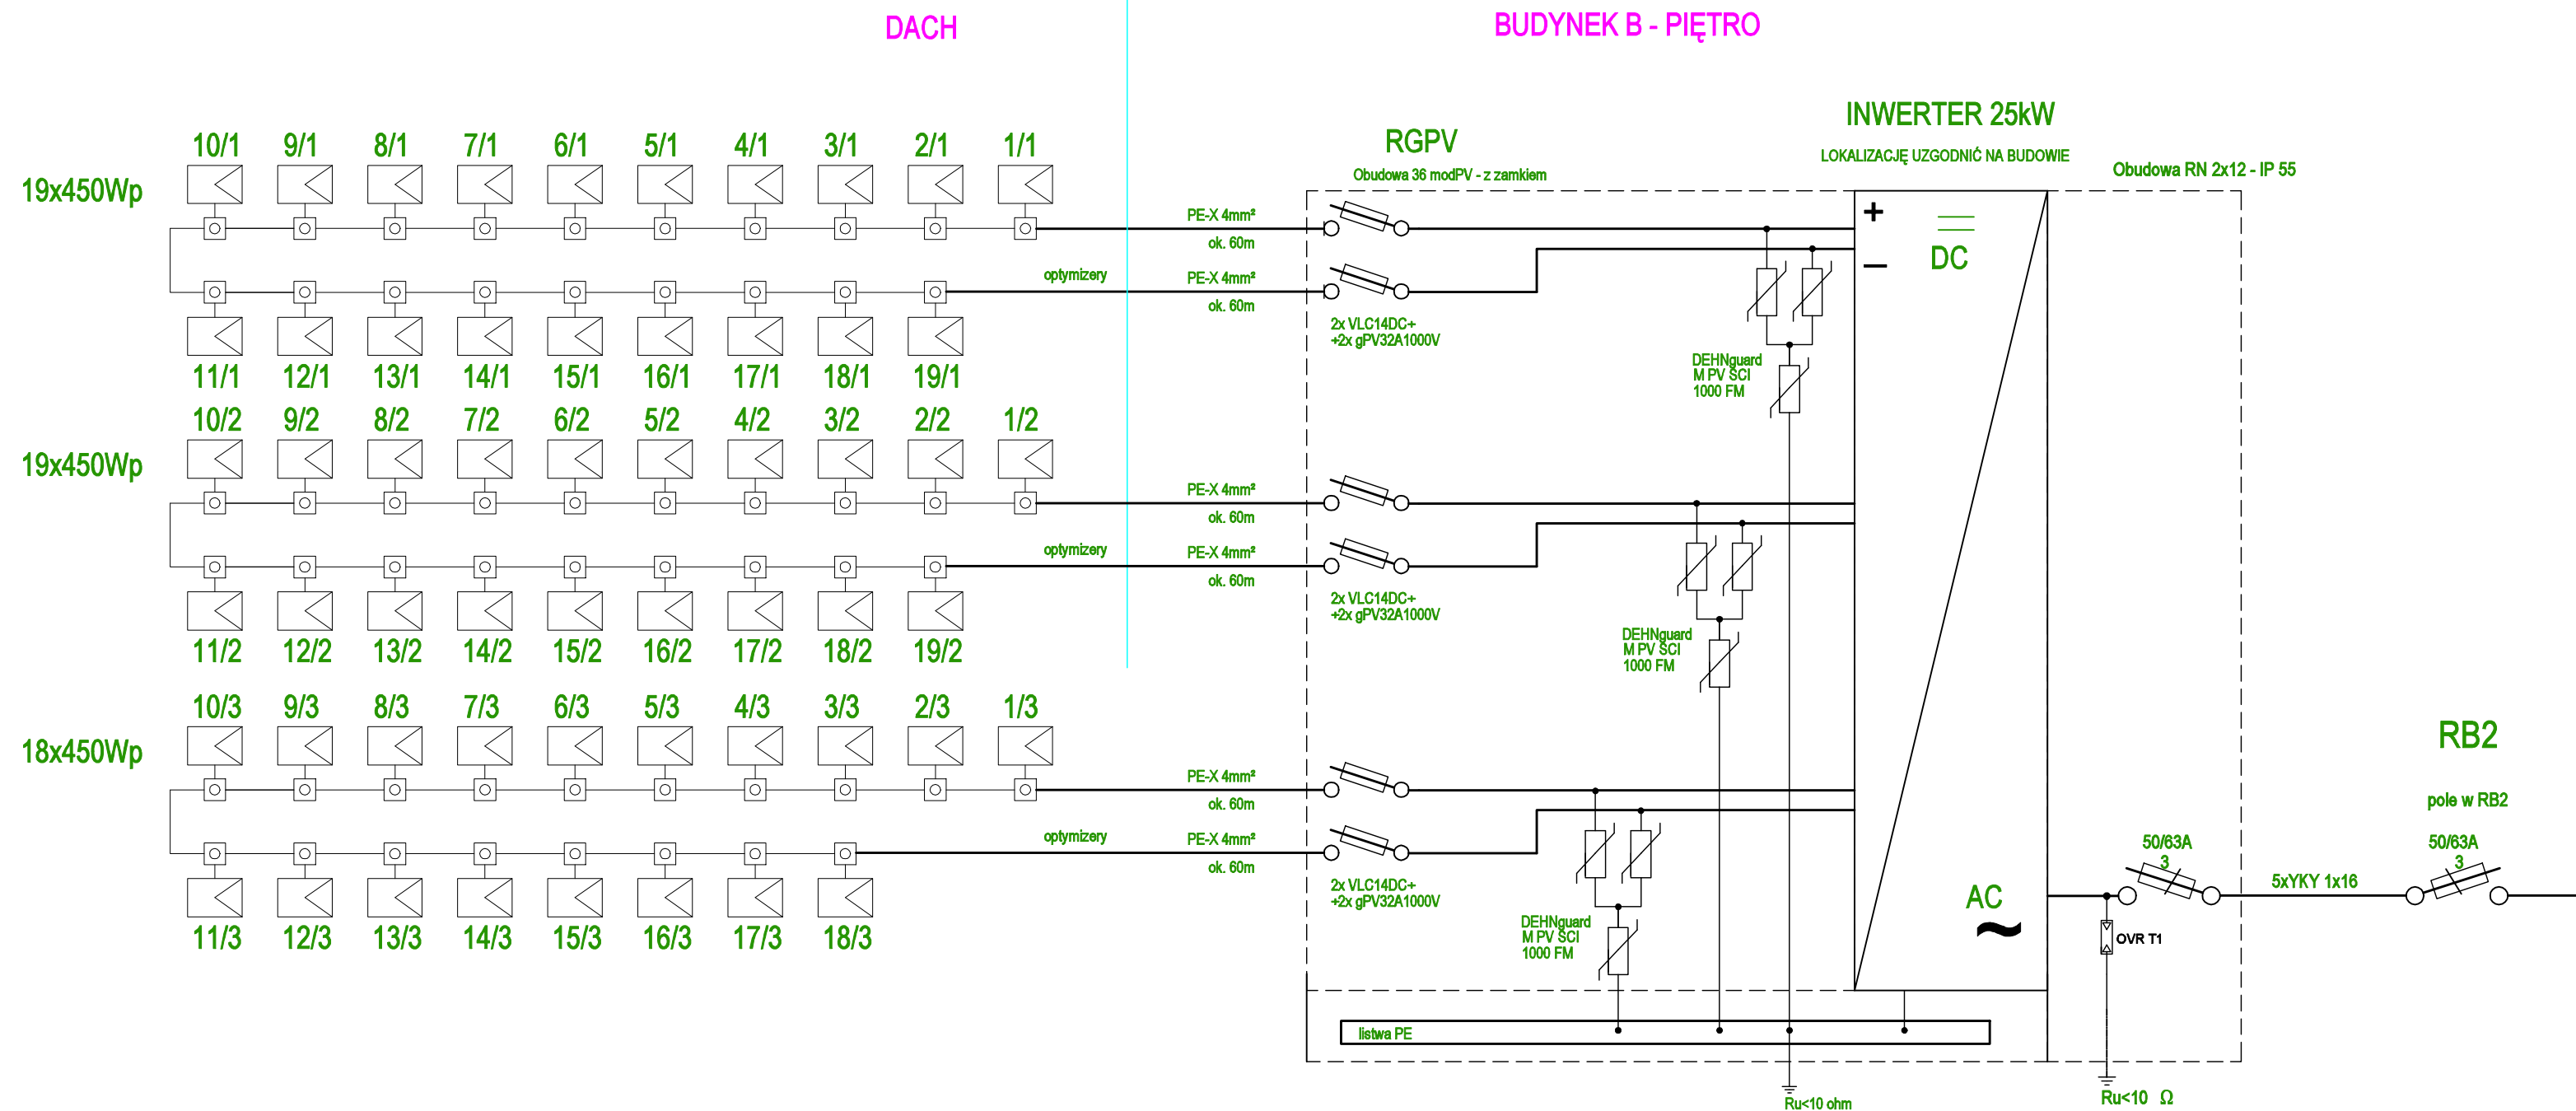 DACH
BUDYNEK B - PIĘTRO
INWERTER 25kW
LOKALIZACJĘ UZGODNIĆ NA BUDOWIE
RGPV
Obudowa 36 modPV - z zamkiem
Obudowa RN 2x12 - IP 55
10/1 9/1 8/1 7/1 6/1 5/1 4/1 3/1 2/1 1/1
19x450Wp
PE-X 4mm²
ok. 60m
optymizery
PE-X 4mm²
ok. 60m
+
–
DC
2x VLC14DC+
+2x gPV32A1000V
DEHNguard
M PV SCI
1000 FM
11/1 12/1 13/1 14/1 15/1 16/1 17/1 18/1 19/1
10/2 9/2 8/2 7/2 6/2 5/2 4/2 3/2 2/2 1/2
19x450Wp
PE-X 4mm²
ok. 60m
optymizery
PE-X 4mm²
ok. 60m
2x VLC14DC+
+2x gPV32A1000V
DEHNguard
M PV SCI
1000 FM
11/2 12/2 13/2 14/2 15/2 16/2 17/2 18/2 19/2
10/3 9/3 8/3 7/3 6/3 5/3 4/3 3/3 2/3 1/3
18x450Wp
PE-X 4mm²
ok. 60m
optymizery
PE-X 4mm²
ok. 60m
2x VLC14DC+
+2x gPV32A1000V
DEHNguard
M PV SCI
1000 FM
11/3 12/3 13/3 14/3 15/3 16/3 17/3 18/3
AC
~
RB2
pole w RB2
50/63A
3
5xYKY 1x16
50/63A
3
OVR T1
listwa PE
Ru<10 ohm
Ru<10 Ω